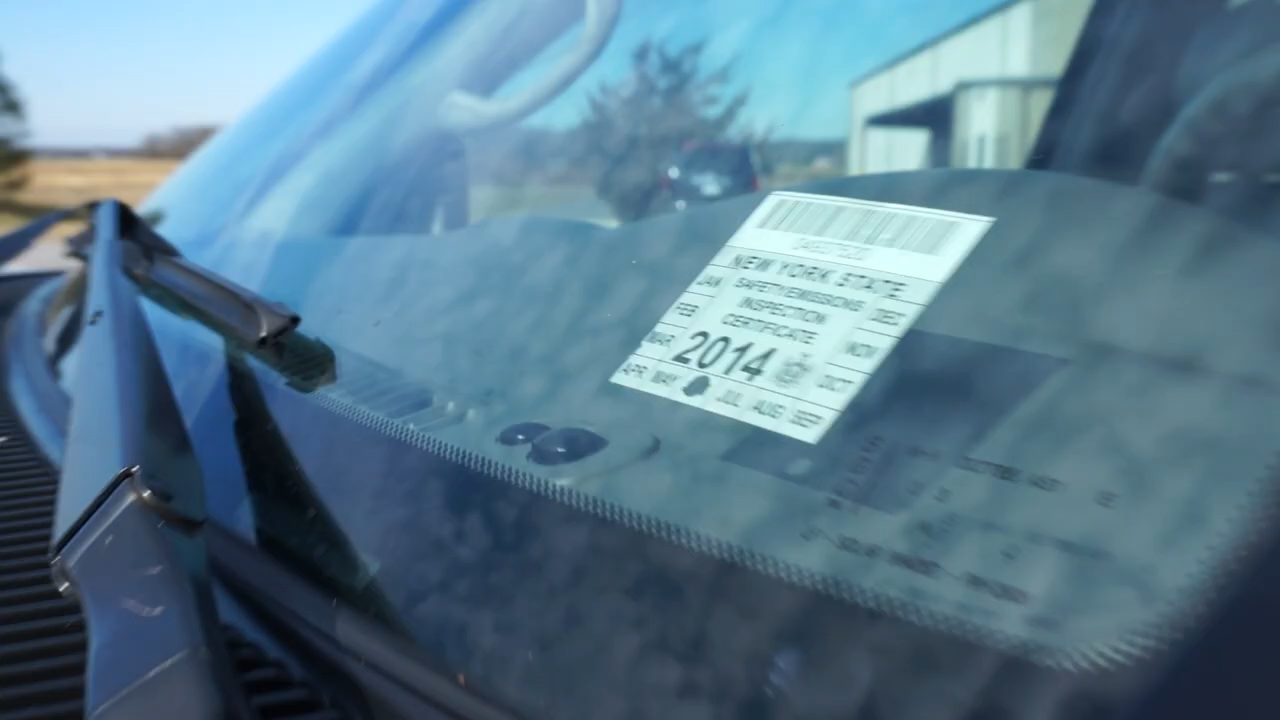 NEW YORK STATE
JAN SAFETY/EMISSIONS DEC
FEB INSPECTION
CERTIFICATE NOV
MAR 2014 OCT
APR MAY JUL AUG SEP